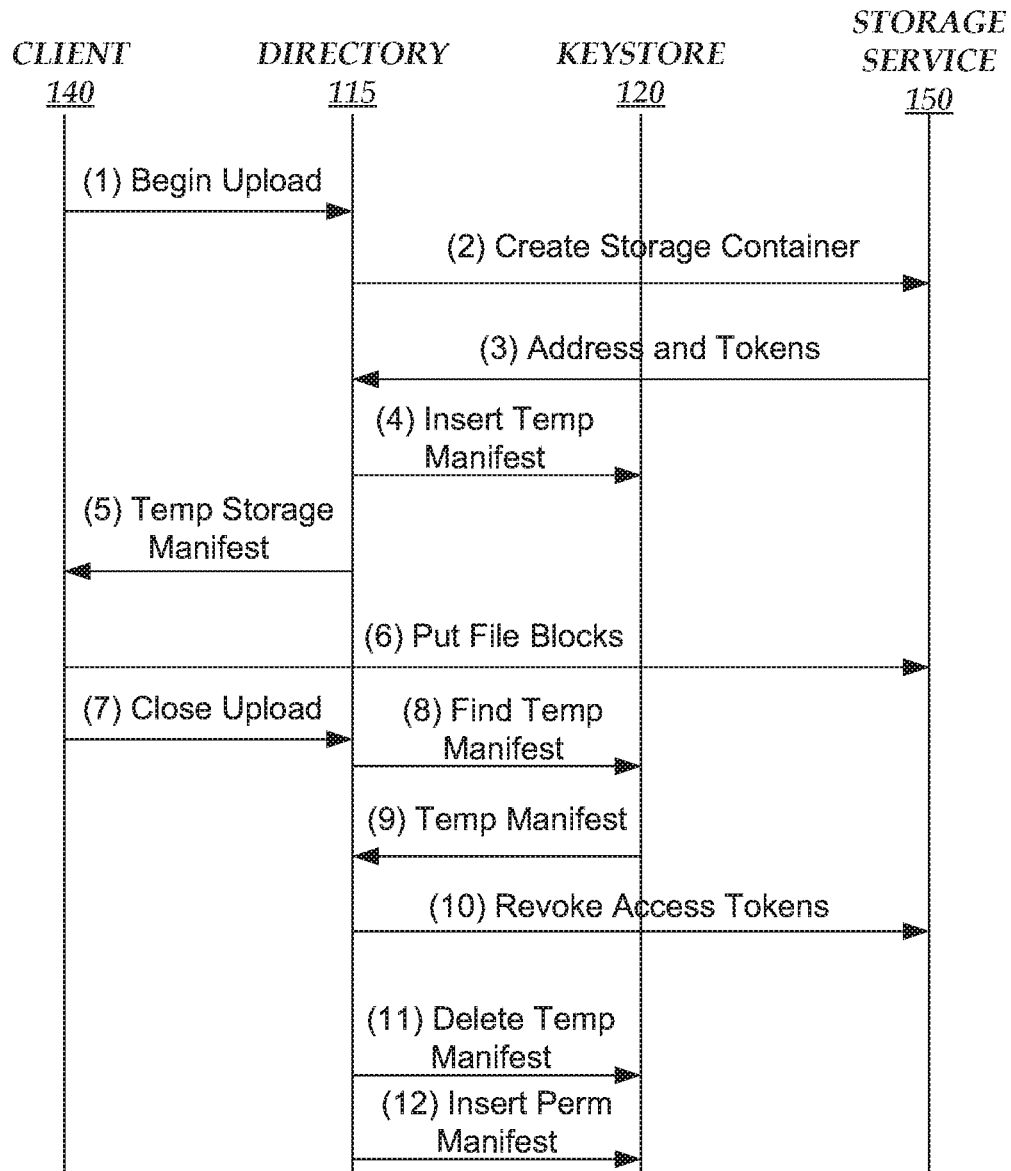 STORAGE
CLIENT DIRECTORY KEYSTORE SERVICE
140 115 120 150
(1) Begin Upload
(2) Create Storage Container
(3) Address and Tokens
(4) Insert Temp
Manifest
(5) Temp Storage
Manifest
(6) Put File Blocks
(7) Close Upload
(8) Find Temp
Manifest
(9) Temp Manifest
(10) Revoke Access Tokens
(11) Delete Temp
Manifest
(12) Insert Perm
Manifest